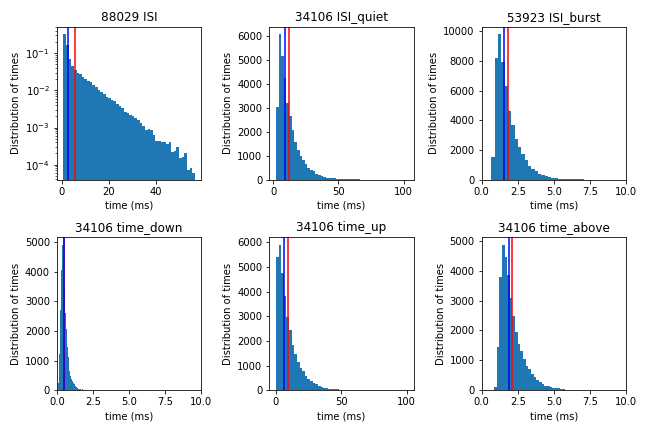 88029 ISI
34106 ISI_quiet
53923 ISI_burst
Distribution of times
10⁻¹
10⁻²
10⁻³
10⁻⁴
0 20 40
time (ms)
Distribution of times
6000
5000
4000
3000
2000
1000
0
0 50 100
time (ms)
Distribution of times
10000
8000
6000
4000
2000
0
0.0 2.5 5.0 7.5 10.0
time (ms)
34106 time_down
34106 time_up
34106 time_above
Distribution of times
5000
4000
3000
2000
1000
0
0.0 2.5 5.0 7.5 10.0
time (ms)
Distribution of times
6000
5000
4000
3000
2000
1000
0
0 50 100
time (ms)
Distribution of times
5000
4000
3000
2000
1000
0
0.0 2.5 5.0 7.5 10.0
time (ms)